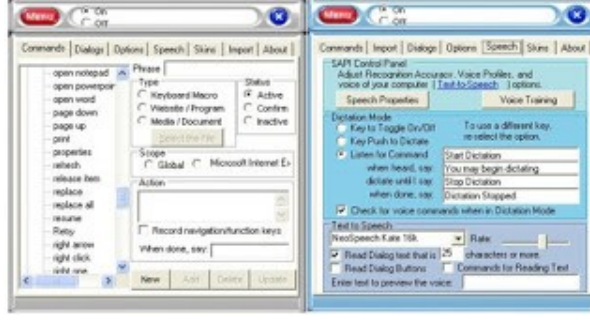 Menu
On
Off
Commands Dialogs Options Speech Skins Import About
open notepad
open powerpoir
open word
page down
page up
print
properties
refresh
release item
replace
replace all
resume
Retry
right arrow
right click
right one
Phrase
Type
Keyboard Macro
Website / Program
Media / Document
Select the File
Status
Active
Confirm
Inactive
Scope
Global Microsoft Internet Ex
Action
Record navigation/function keys
When done, say:
New Add Delete Update
Menu
On
Off
Commands Import Dialogs Options Speech Skins About
SAPI Control Panel
Adjust Recognition Accuracy, Voice Profiles, and
voice of your computer ( Text-to-Speech ) options.
Speech Properties Voice Training
Dictation Mode
Key to Toggle On/Off
Key Push to Dictate
To use a different key,
re-select the option.
Listen for Command Start Dictation
when heard, say: You may begin dictating
dictate until I say: Stop Dictation
when done, say: Dictation Stopped
Check for voice commands when in Dictation Mode
Text to Speech
NeoSpeech Kate 16k Rate:
Read Dialog text that is 25 characters or more.
Read Dialog Buttons Commands for Reading Text
Enter text to preview the voice: